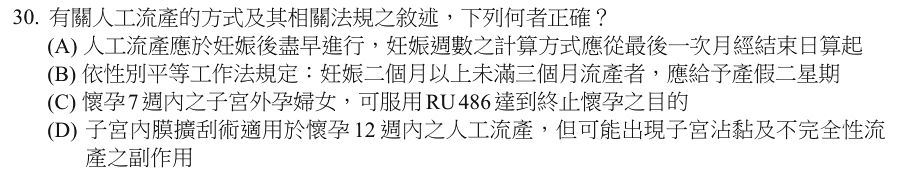 30. 有關人工流產的方式及其相關法規之敘述，下列何者正確？
(A) 人工流產應於妊娠後盡早進行，妊娠週數之計算方式應從最後一次月經結束日算起
(B) 依性別平等工作法規定：妊娠二個月以上未滿三個月流產者，應給予產假二星期
(C) 懷孕 7 週內之子宮外孕婦女，可服用 RU 486 達到終止懷孕之目的
(D) 子宮內膜擴刮術適用於懷孕 12 週內之人工流產，但可能出現子宮沾黏及不完全性流
產之副作用